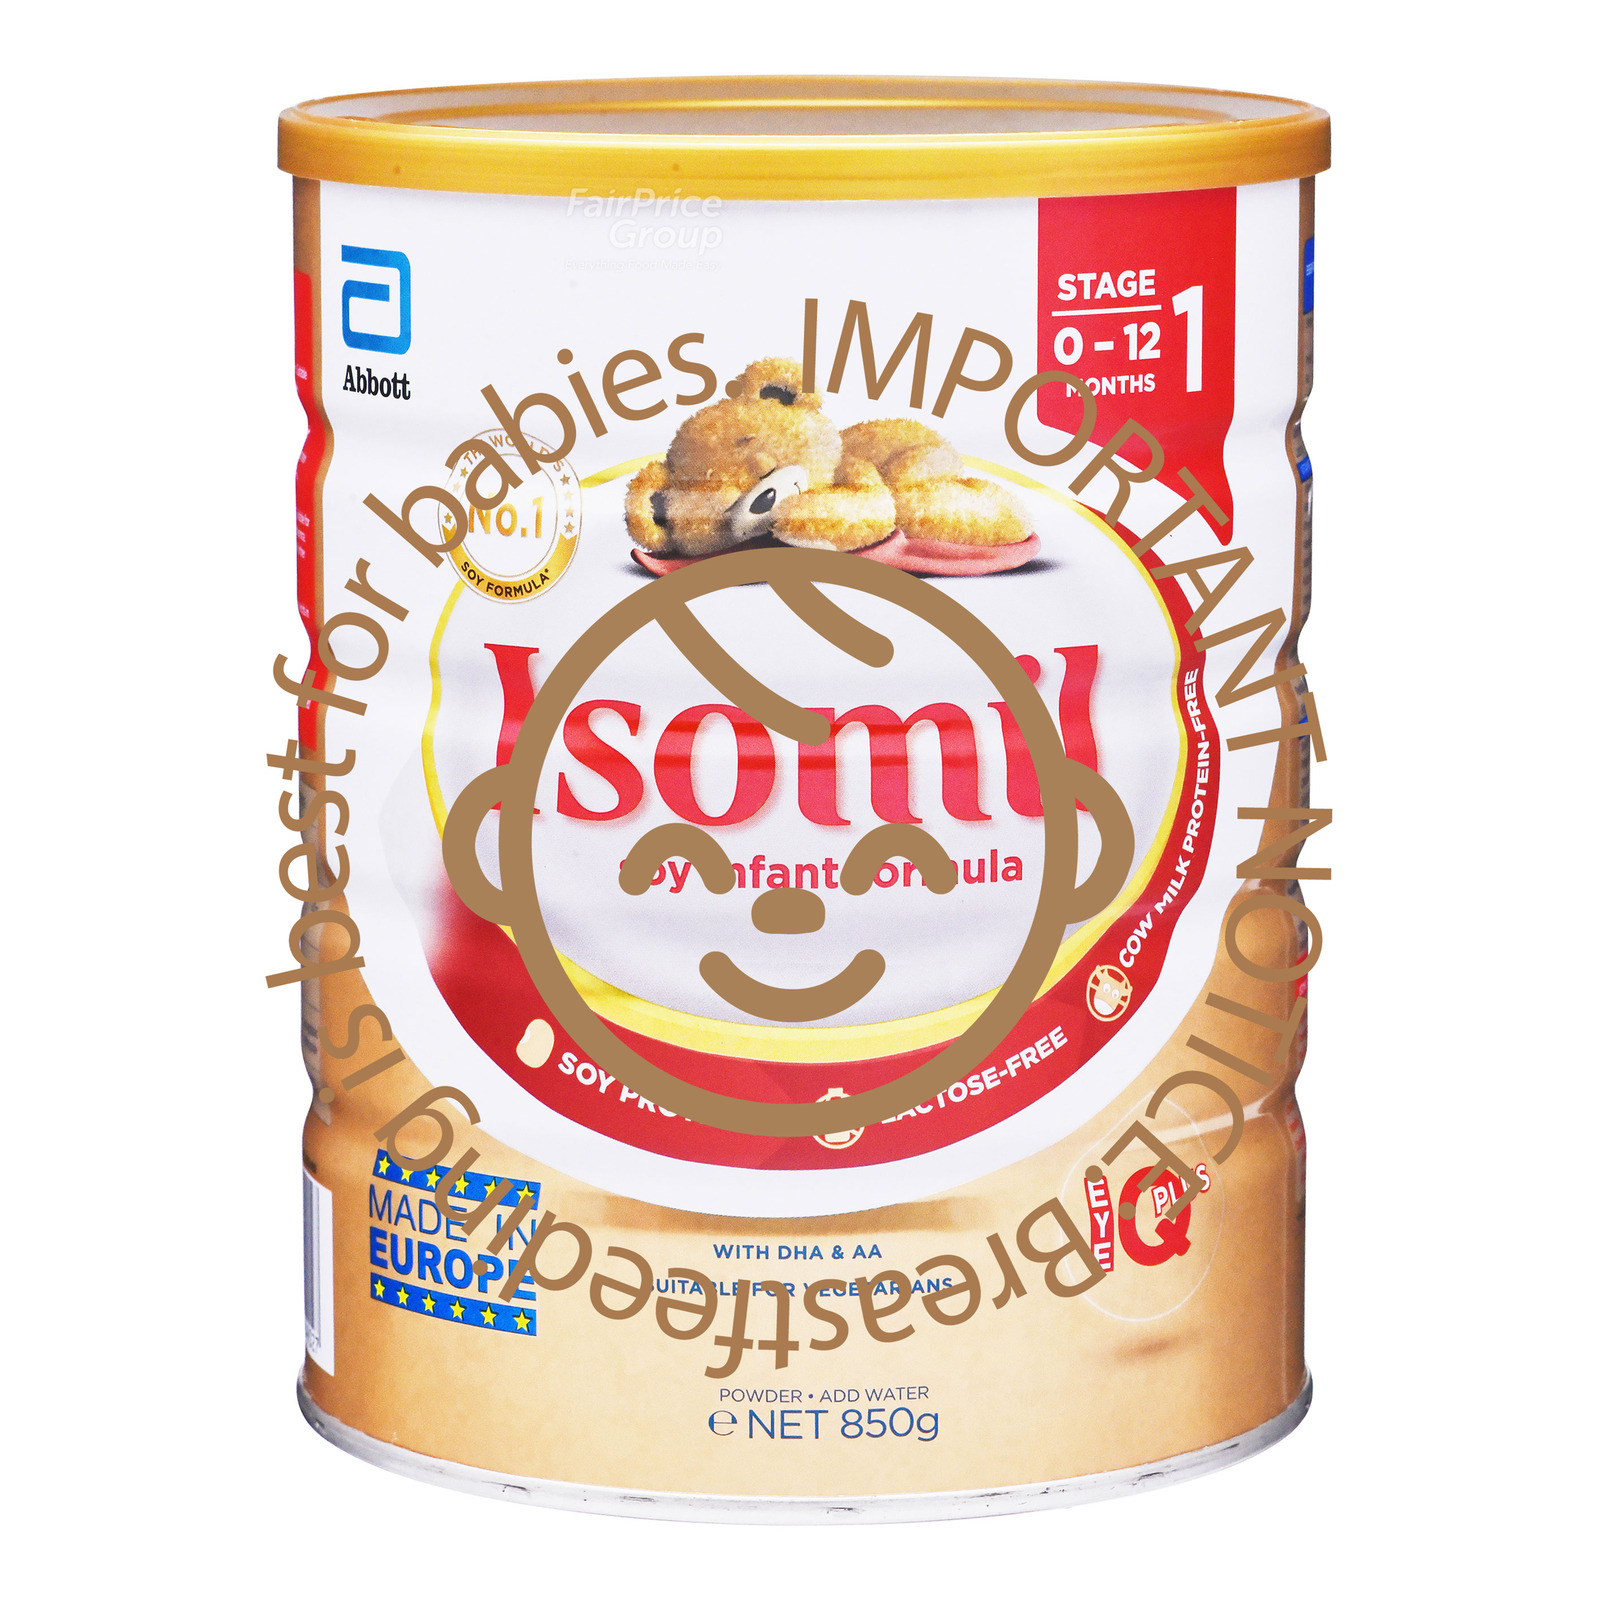 FairPrice
Group
Abbott
STAGE
0 - 12
MONTHS
1
THE WORLD'S
No.1
SOY FORMULA*
Isomil
soy infant formula
COW MILK PROTEIN-FREE
LACTOSE-FREE
SOY
MADE IN
EUROPE
EYE
Q
PLUS
WITH DHA & AA
SUITABLE FOR VEGETARIANS
POWDER • ADD WATER
℮ NET 850g
IMPORTANT NOTICE: Breastfeeding is best for babies.